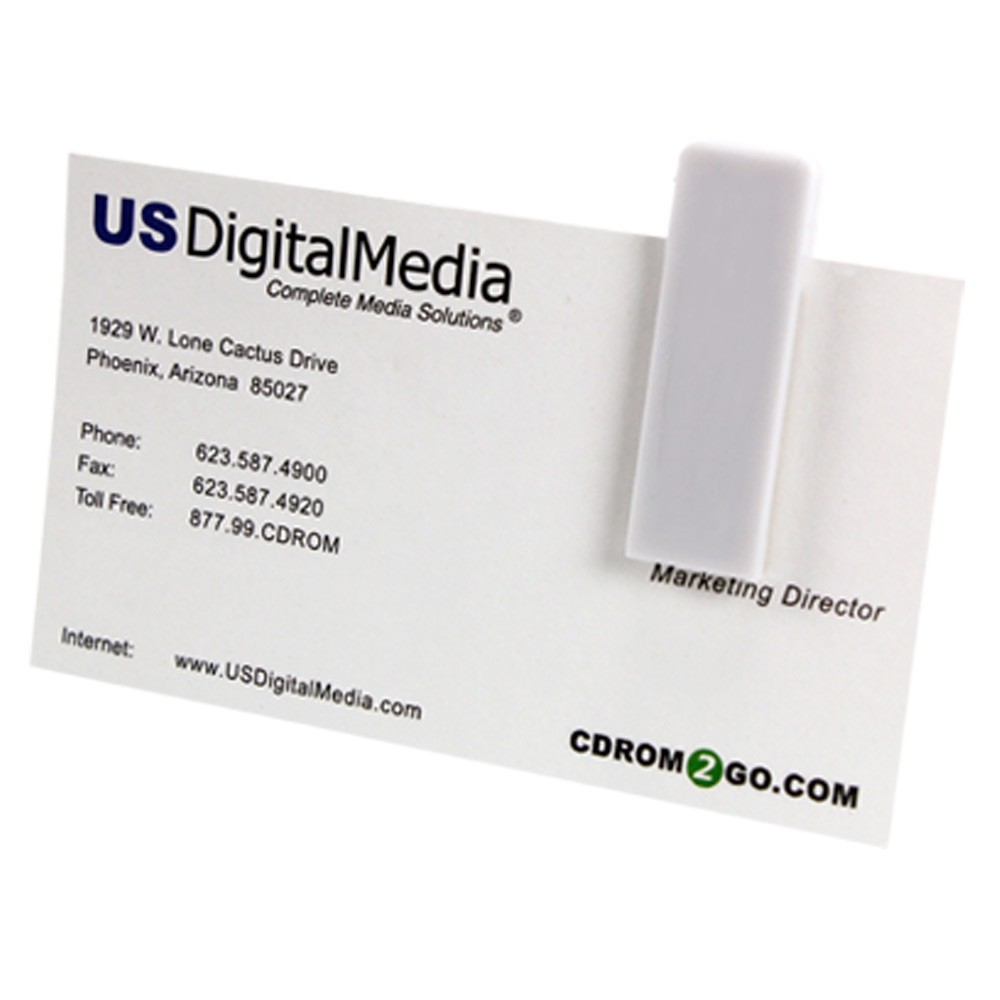 US DigitalMedia
Complete Media Solutions®
1929 W. Lone Cactus Drive
Phoenix, Arizona 85027
Phone: 623.587.4900
Fax: 623.587.4920
Toll Free: 877.99.CDROM
Marketing Director
Internet: www.USDigitalMedia.com
CDROM2GO.COM